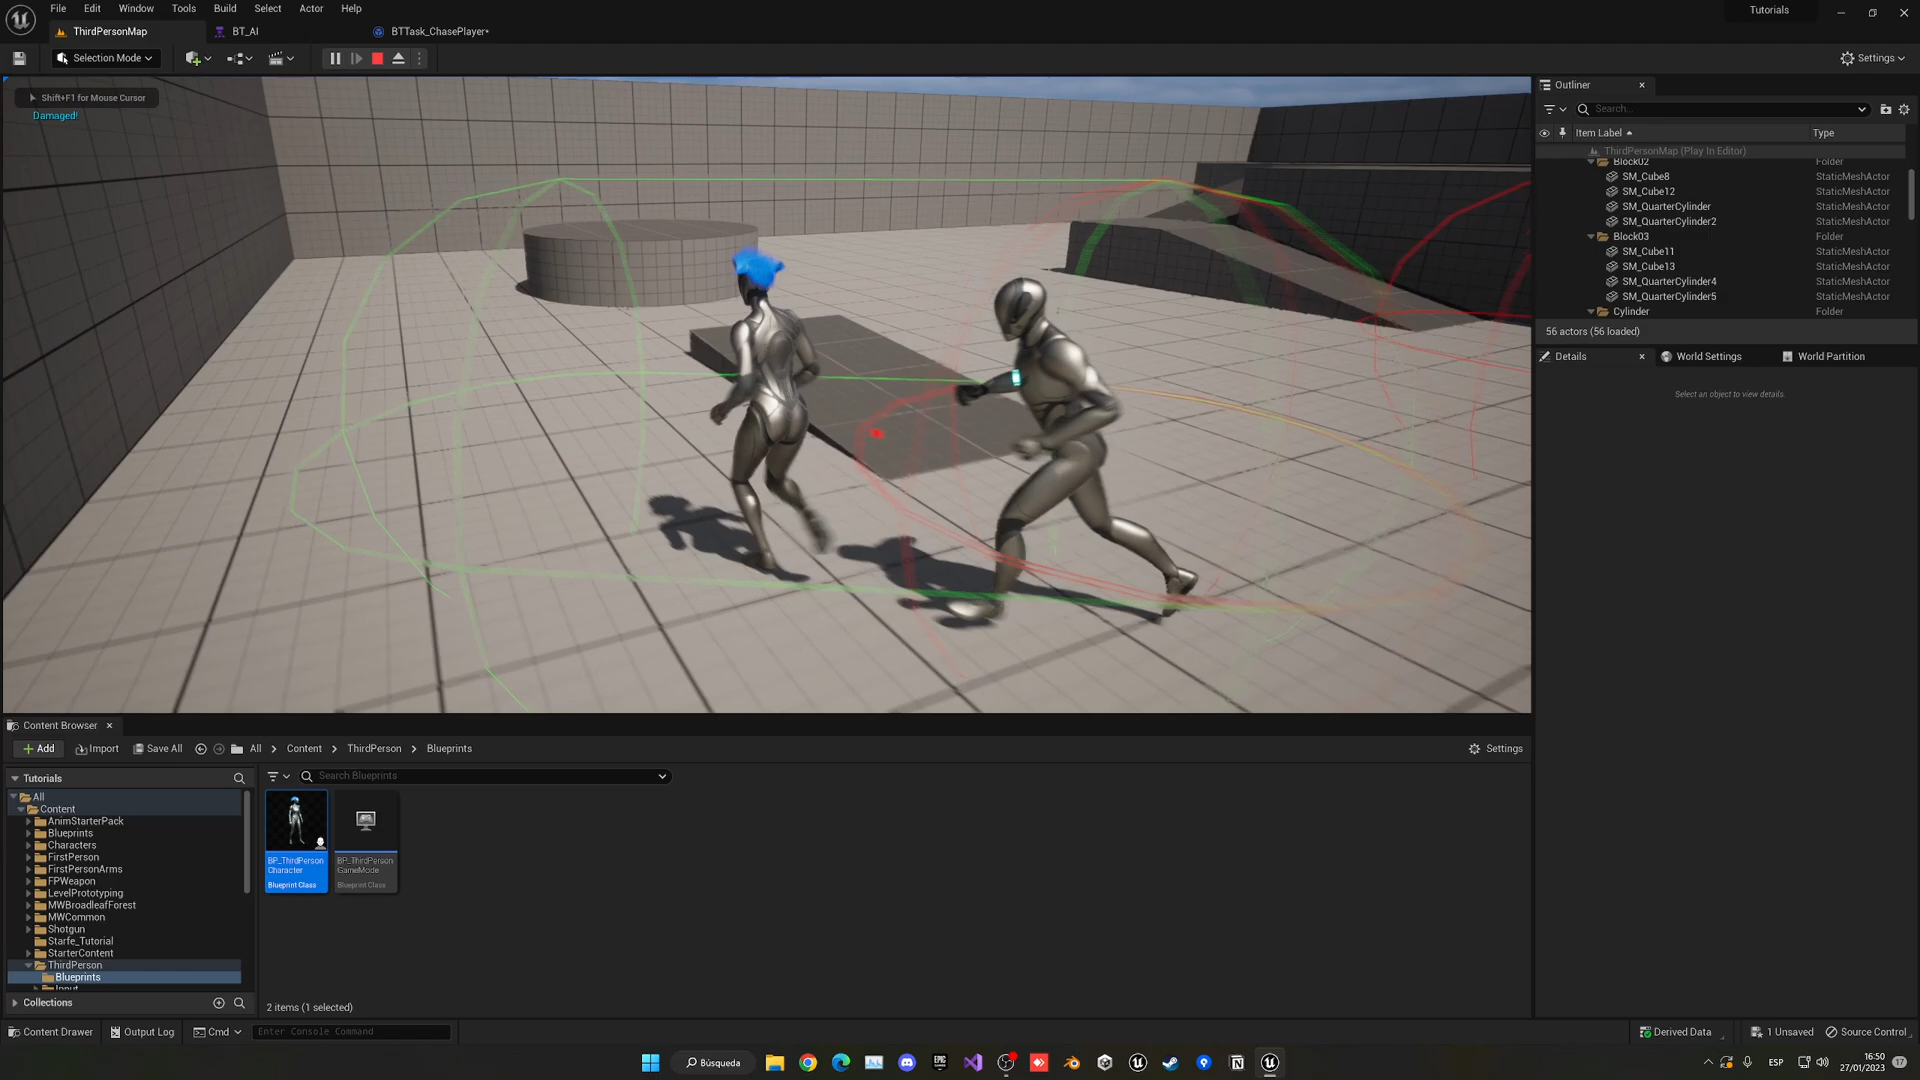 File Edit Window Tools Build Select Actor Help
Tutorials
ThirdPersonMap
BT_AI
BTTask_ChasePlayer*
Selection Mode
Settings
Shift+F1 for Mouse Cursor
Damaged!
Outliner
Search...
Item Label
Type
ThirdPersonMap (Play In Editor)
Block02 Folder
SM_Cube8 StaticMeshActor
SM_Cube12 StaticMeshActor
SM_QuarterCylinder StaticMeshActor
SM_QuarterCylinder2 StaticMeshActor
Block03 Folder
SM_Cube11 StaticMeshActor
SM_Cube13 StaticMeshActor
SM_QuarterCylinder4 StaticMeshActor
SM_QuarterCylinder5 StaticMeshActor
Cylinder Folder
56 actors (56 loaded)
Details
World Settings
World Partition
Select an object to view details.
Content Browser
Add
Import
Save All
All > Content > ThirdPerson > Blueprints
Settings
Tutorials
Search Blueprints
All
Content
AnimStarterPack
Blueprints
Characters
FirstPerson
FirstPersonArms
FPWeapon
LevelPrototyping
MWBroadleafForest
MWCommon
Shotgun
Starfe_Tutorial
StarterContent
ThirdPerson
Blueprints
Input
BP_ThirdPerson
Character
Blueprint Class
BP_ThirdPerson
GameMode
Blueprint Class
Collections
2 items (1 selected)
Content Drawer
Output Log
Cmd
Enter Console Command
Derived Data
1 Unsaved
Source Control
Búsqueda
EPIC
ESP
16:50
27/01/2023
17